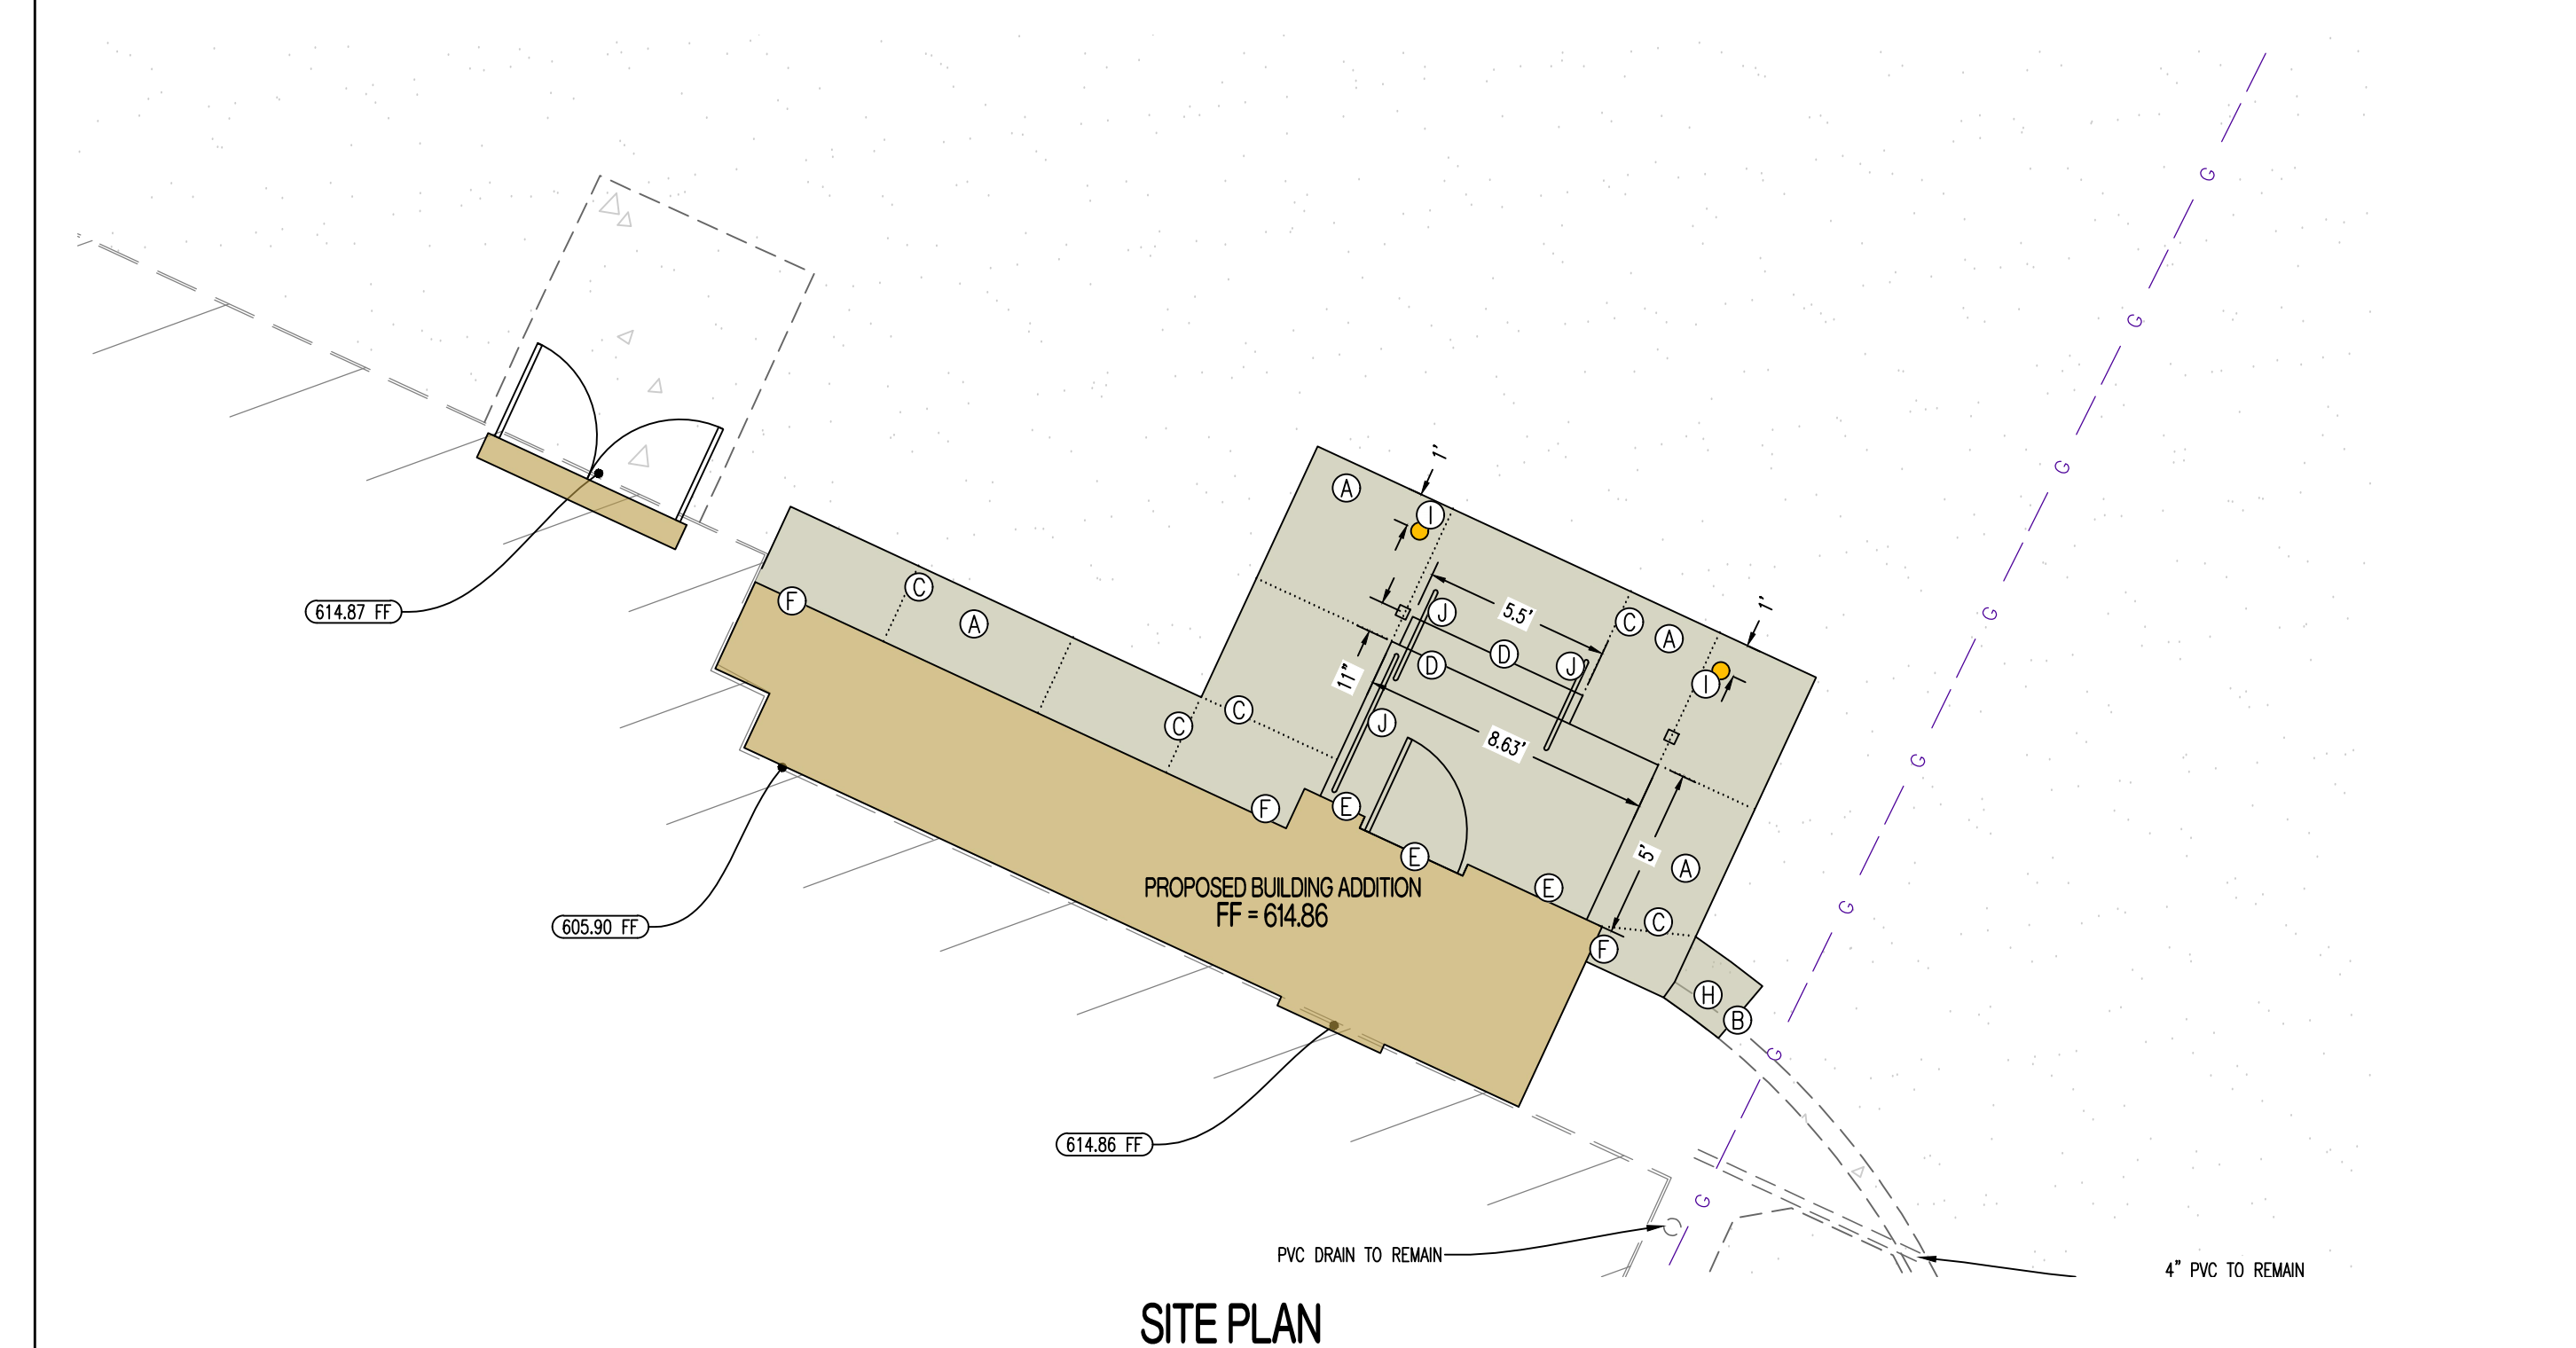 G
G
G
1'
A
G
I
C
F
1'
J
5.5'
C
A
G
A
D
D
J
11"
I
614.87 FF
C
J
C
8.63'
G
F
E
5'
E
A
PROPOSED BUILDING ADDITION
E
FF = 614.86
G
C
605.90 FF
F
H
B
G
614.86 FF
G
PVC DRAIN TO REMAIN
4" PVC TO REMAIN
SITE PLAN